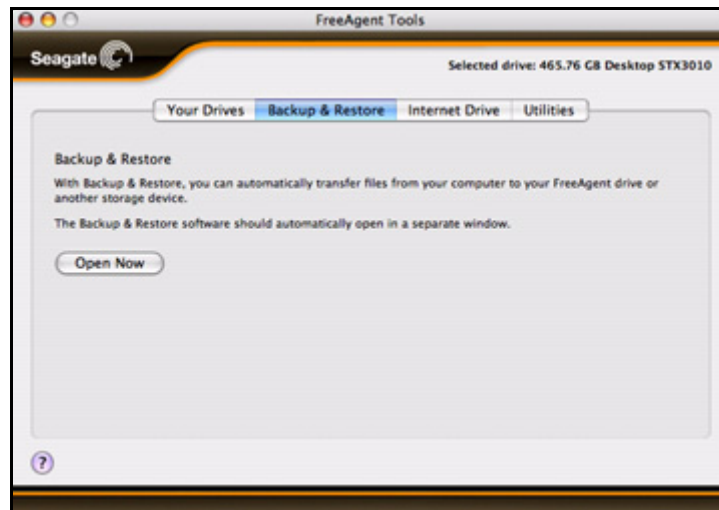 FreeAgent Tools
Seagate
Selected drive: 465.76 GB Desktop STX3010
Your Drives Backup & Restore Internet Drive Utilities
Backup & Restore
With Backup & Restore, you can automatically transfer files from your computer to your FreeAgent drive or
another storage device.
The Backup & Restore software should automatically open in a separate window.
Open Now
?